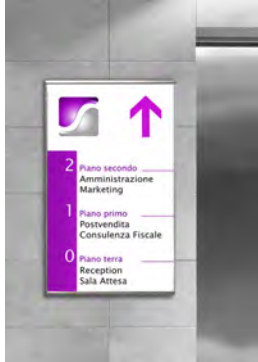 2 Piano secondo
Amministrazione
Marketing
1 Piano primo
Postvendita
Consulenza Fiscale
0 Piano terra
Reception
Sala Attesa